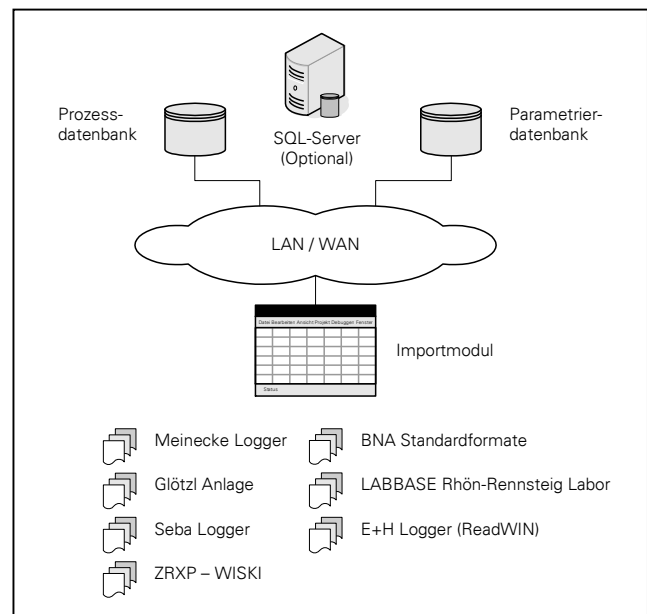 Prozess-
datenbank
SQL-Server
(Optional)
Parametrier-
datenbank
LAN / WAN
Datei Bearbeiten Ansicht Projekt Debuggen Fenster
Status
Importmodul
Meinecke Logger
BNA Standardformate
Glötzl Anlage
LABBASE Rhön-Rennsteig Labor
Seba Logger
E+H Logger (ReadWIN)
ZRXP – WISKI